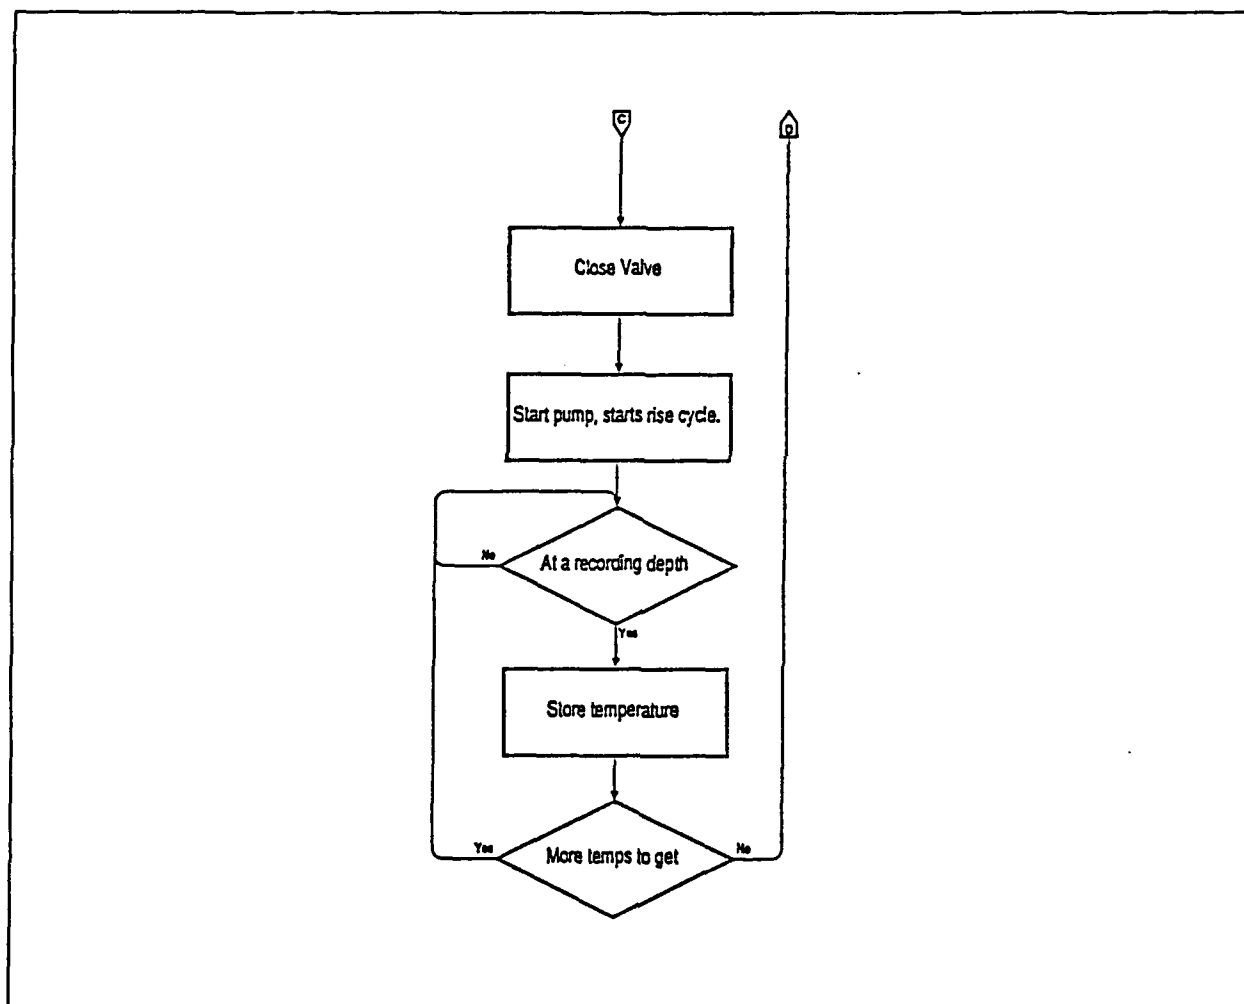 C
D
Close Valve
Start pump, starts rise cycle.
At a recording depth
No
Yes
Store temperature
More temps to get
Yes
No